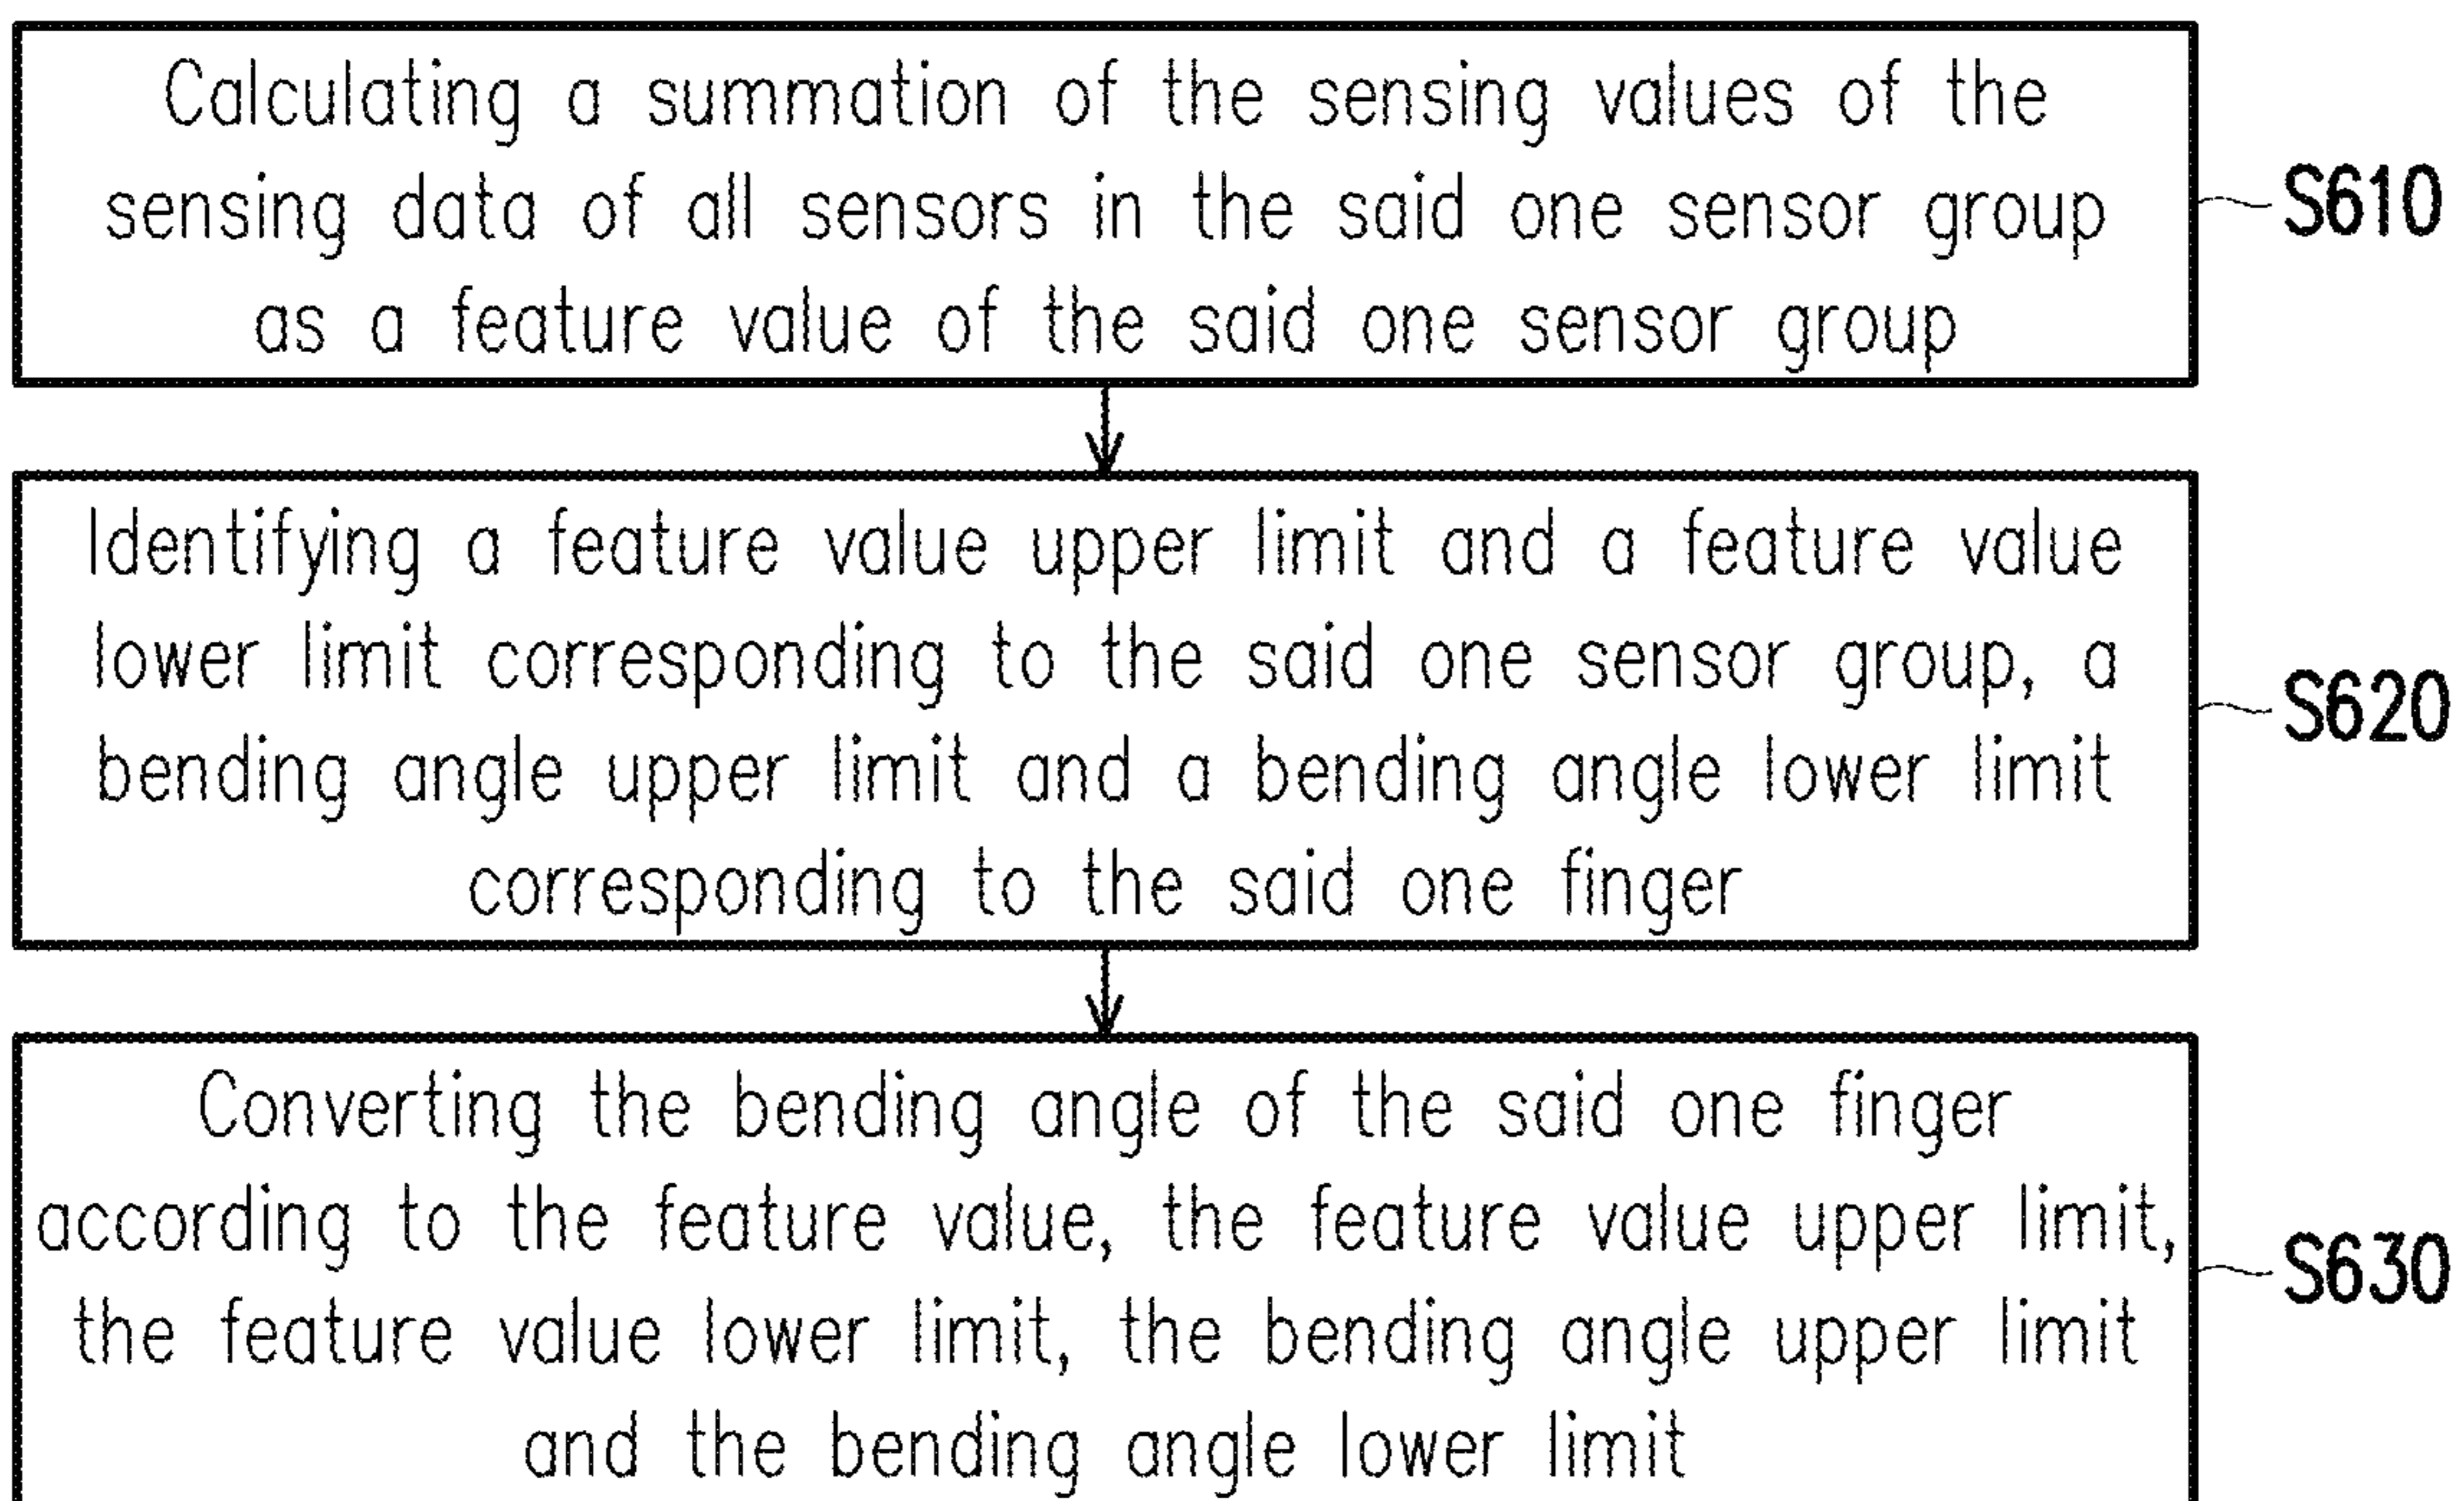 Calculating a summation of the sensing values of the
sensing data of all sensors in the said one sensor group
as a feature value of the said one sensor group
S610
Identifying a feature value upper limit and a feature value
lower limit corresponding to the said one sensor group, a
bending angle upper limit and a bending angle lower limit
corresponding to the said one finger
S620
Converting the bending angle of the said one finger
according to the feature value, the feature value upper limit,
the feature value lower limit, the bending angle upper limit
and the bending angle lower limit
S630